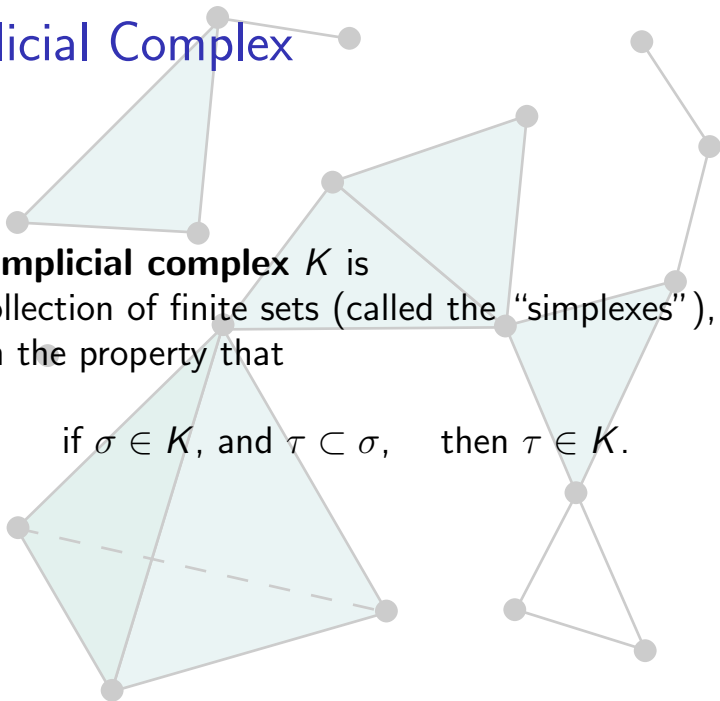 licial Complex
mplicial complex K is
ollection of finite sets (called the “simplexes”),
n the property that
if σ ∈ K, and τ ⊂ σ, then τ ∈ K.